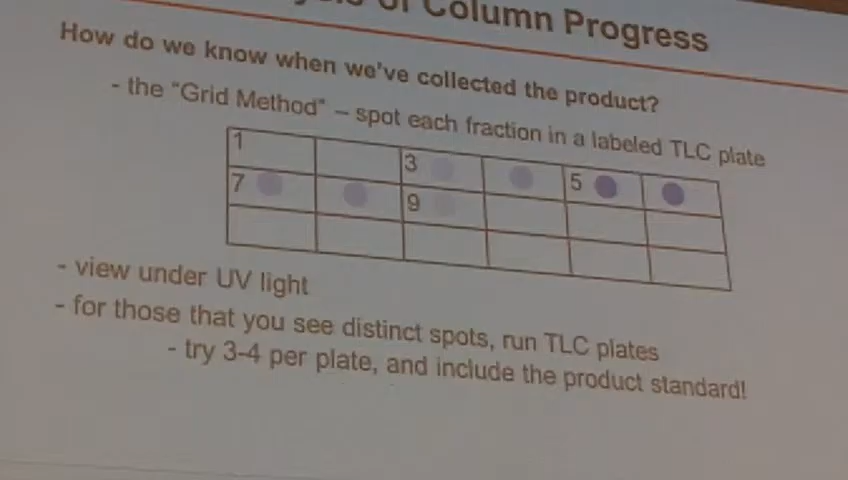 of Column Progress
How do we know when we've collected the product?
- the "Grid Method" – spot each fraction in a labeled TLC plate
1
3
5
7
9
- view under UV light
- for those that you see distinct spots, run TLC plates
- try 3-4 per plate, and include the product standard!